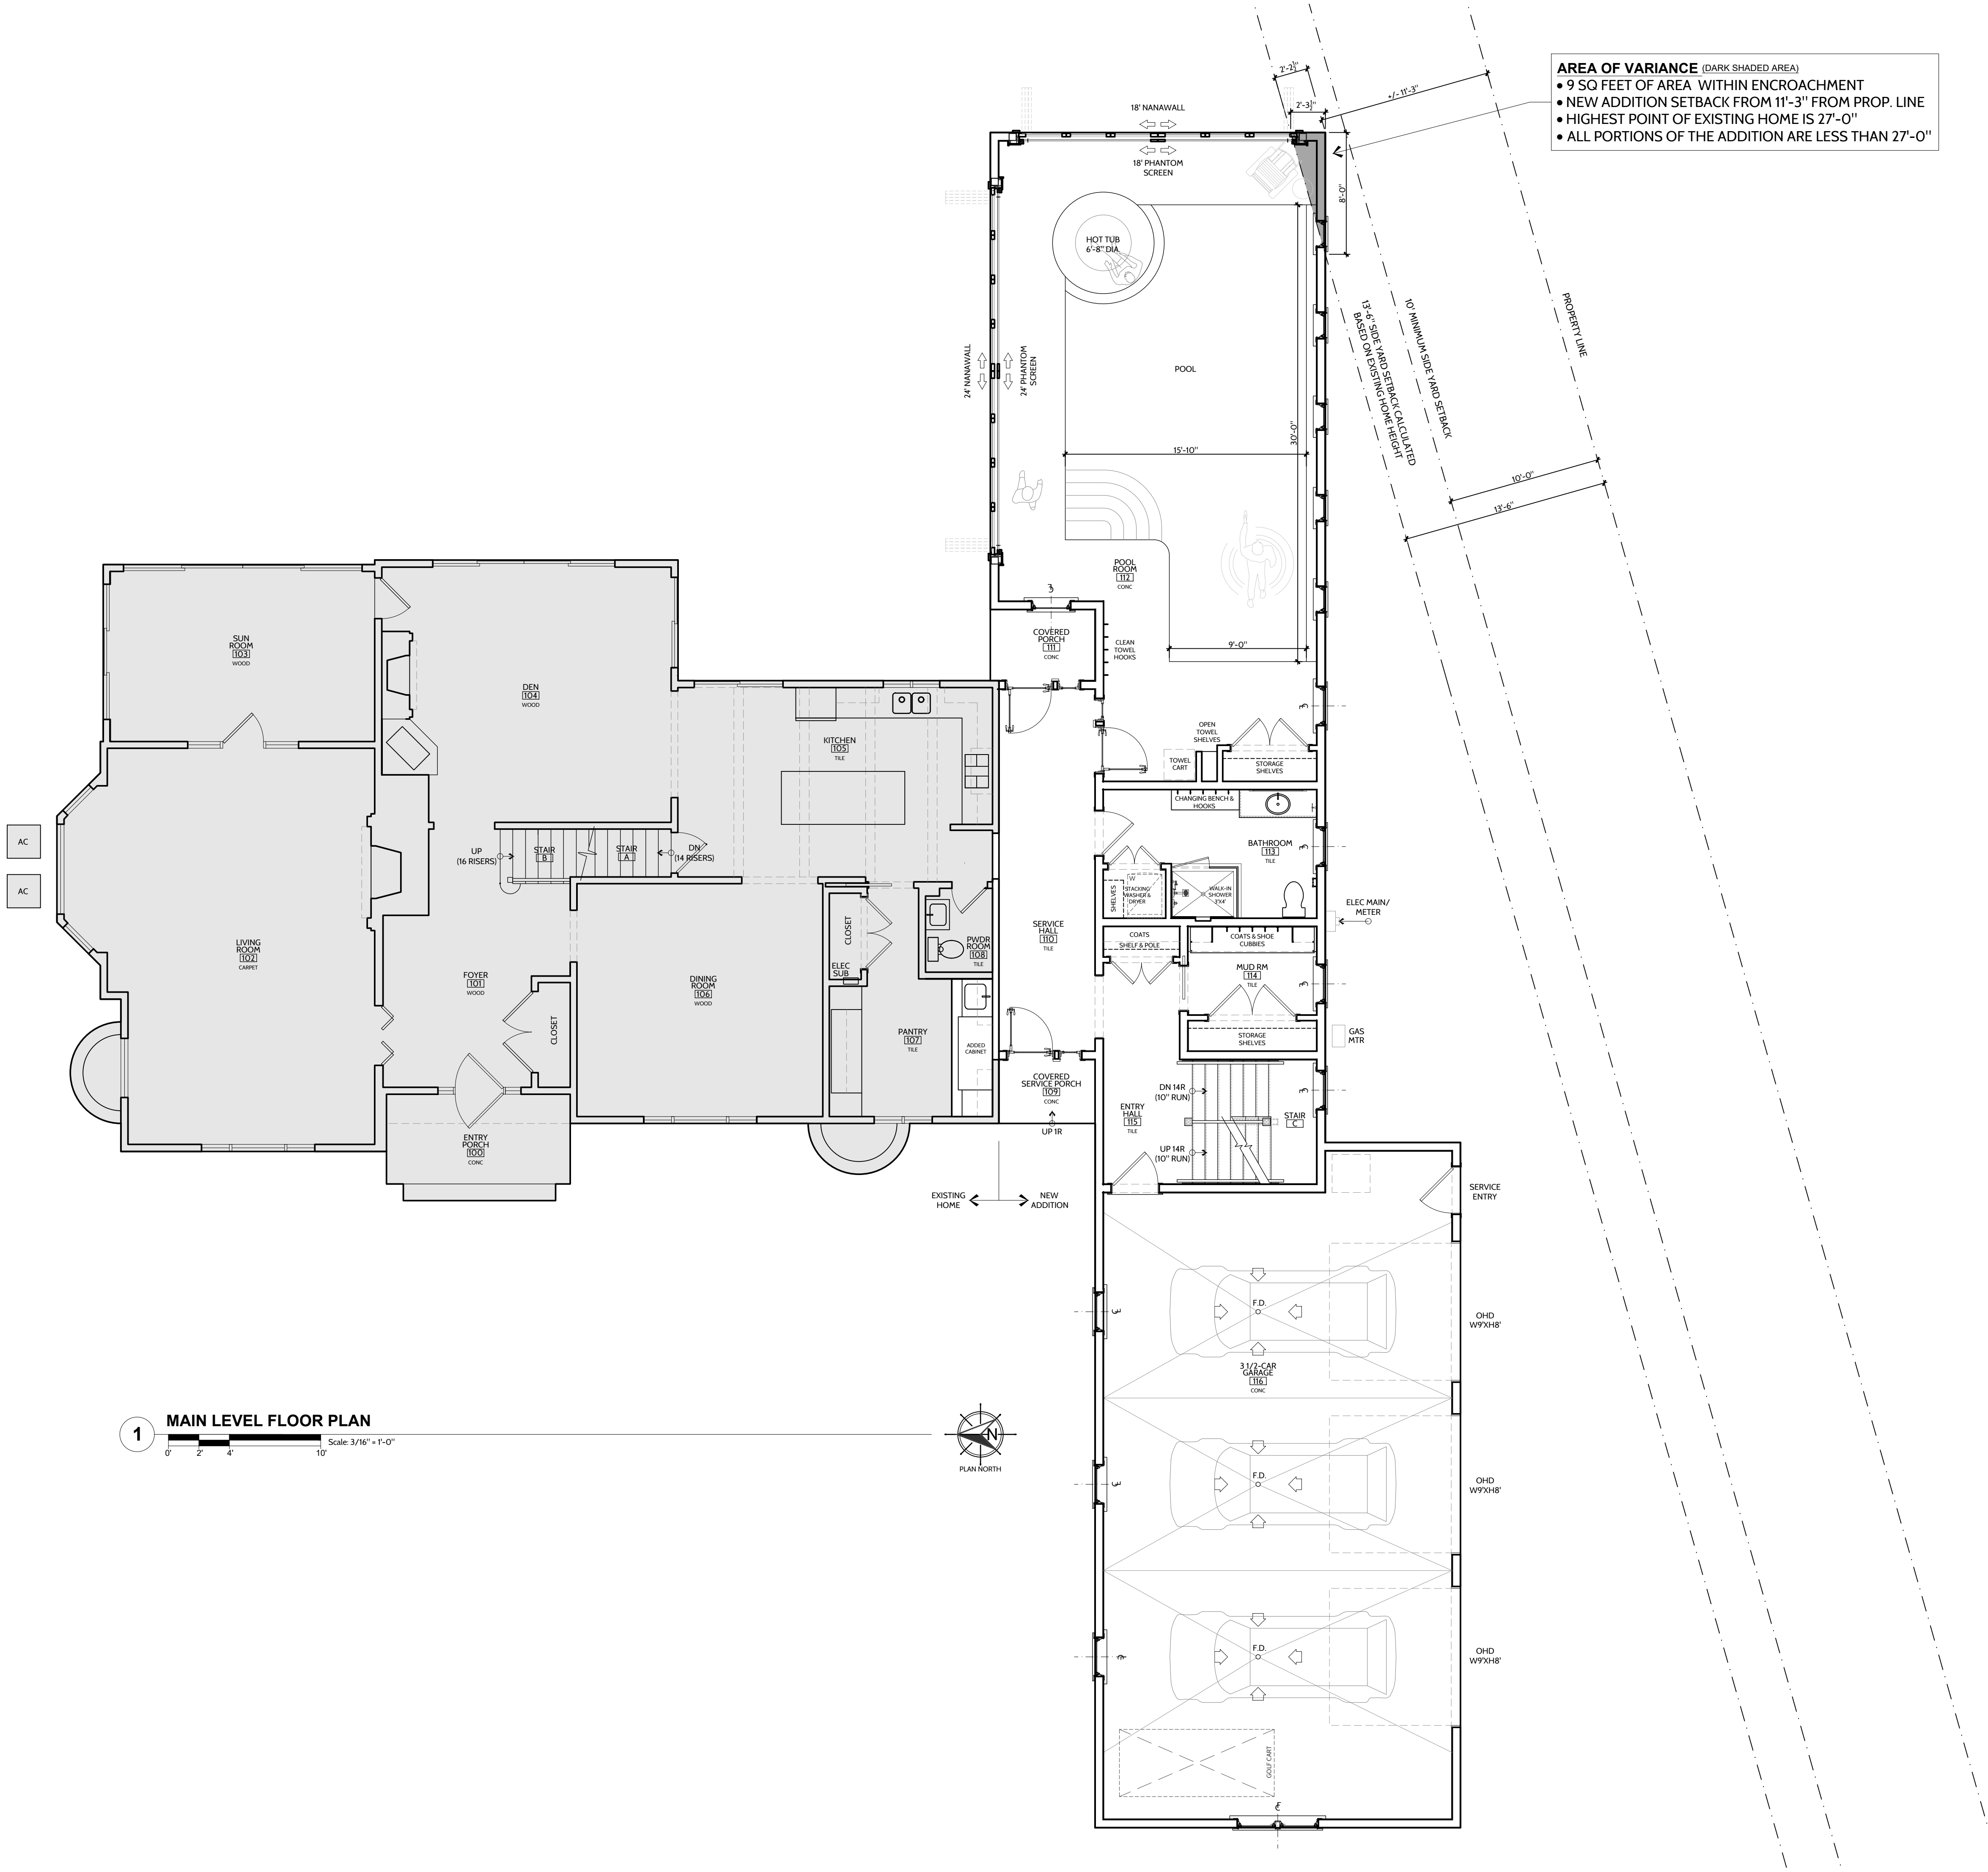 AREA OF VARIANCE (DARK SHADED AREA)
• 9 SQ FEET OF AREA WITHIN ENCROACHMENT
• NEW ADDITION SETBACK FROM 11'-3" FROM PROP. LINE
• HIGHEST POINT OF EXISTING HOME IS 27'-0"
• ALL PORTIONS OF THE ADDITION ARE LESS THAN 27'-0"
2'-2½"
2'-3½"
+/- 11'-3"
8'-0"
18' NANAWALL
18' PHANTOM
SCREEN
HOT TUB
6'-8" DIA.
24' NANAWALL
24' PHANTOM
SCREEN
POOL
30'-0"
15'-10"
13'-6" SIDE YARD SETBACK CALCULATED
BASED ON EXISTING HOME HEIGHT
10' MINIMUM SIDE YARD SETBACK
PROPERTY LINE
10'-0"
13'-6"
POOL
ROOM
112
CONC
9'-0"
COVERED
PORCH
111
CONC
CLEAN
TOWEL
HOOKS
OPEN
TOWEL
SHELVES
TOWEL
CART
STORAGE
SHELVES
SUN
ROOM
103
WOOD
DEN
104
WOOD
KITCHEN
105
TILE
CHANGING BENCH &
HOOKS
BATHROOM
113
TILE
SHELVES
W
STACKING
WASHER &
DRYER
WALK-IN
SHOWER
3'X4'
AC
AC
UP
(16 RISERS)
STAIR
B
STAIR
A
DN
(14 RISERS)
ELEC MAIN/
METER
LIVING
ROOM
102
CARPET
FOYER
101
WOOD
CLOSET
DINING
ROOM
106
WOOD
CLOSET
ELEC
SUB
PWDR
ROOM
108
TILE
SERVICE
HALL
110
TILE
COATS
SHELF & POLE
COATS & SHOE
CUBBIES
MUD RM
114
TILE
STORAGE
SHELVES
GAS
MTR
PANTRY
107
TILE
ADDED
CABINET
COVERED
SERVICE PORCH
109
CONC
UP 1R
DN 14R
(10" RUN)
ENTRY
HALL
115
TILE
STAIR
C
UP 14R
(10" RUN)
ENTRY
PORCH
100
CONC
EXISTING
HOME
NEW
ADDITION
SERVICE
ENTRY
F.D.
OHD
W9'XH8'
3 1/2-CAR
GARAGE
116
CONC
F.D.
OHD
W9'XH8'
F.D.
OHD
W9'XH8'
GOLF CART
1
MAIN LEVEL FLOOR PLAN
Scale: 3/16" = 1'-0"
0'
2'
4'
10'
N
PLAN NORTH